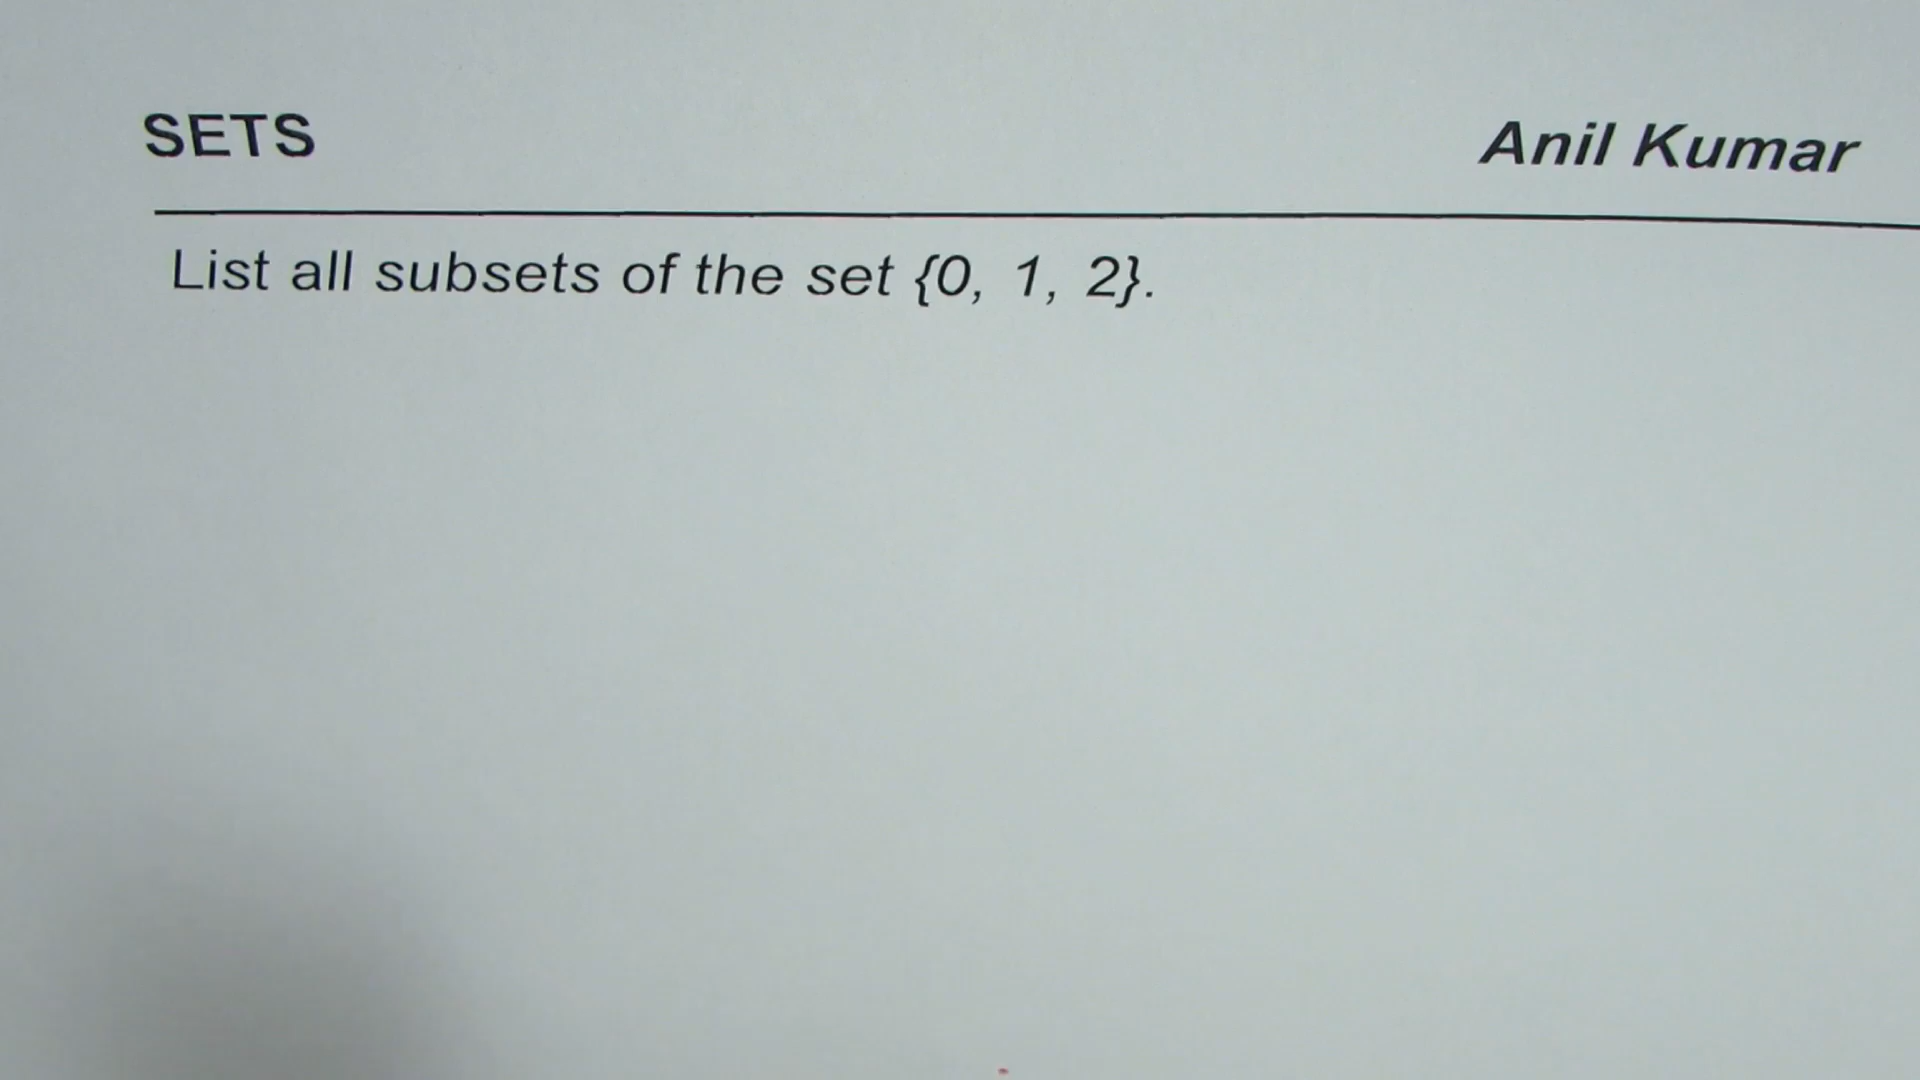 SETS Anil Kumar
List all subsets of the set {0, 1, 2}.